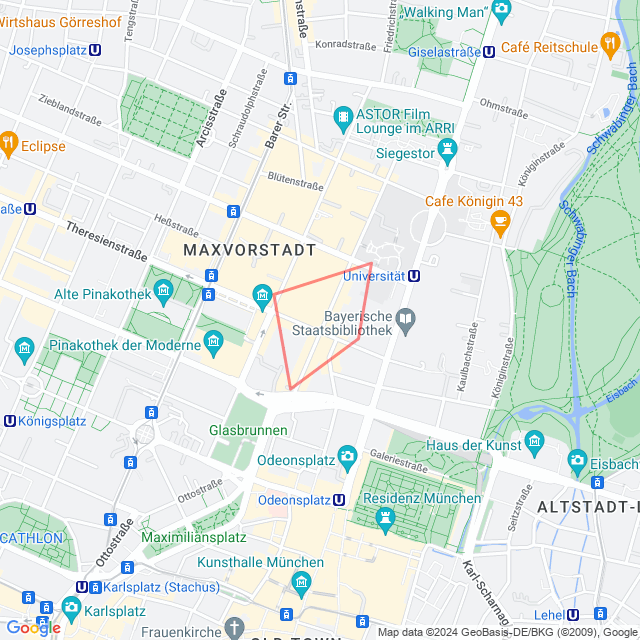 Wirtshaus Görreshof
Josephsplatz
Tengstraße
„Walking Man"
Friedrichstraße
Konradstraße
Giselastraße
Café Reitschule
Ohmstraße
Schwabinger Bach
Zieblandstraße
Arcisstraße
Schraudolphstraße
Barer Str.
ASTOR Film
Lounge im ARRI
Siegestor
Königinstraße
Eclipse
Blütenstraße
Cafe Königin 43
Schwabinger Bach
Heßstraße
Theresienstraße
MAXVORSTADT
Universität
Alte Pinakothek
Bayerische
Staatsbibliothek
Pinakothek der Moderne
Kaulbachstraße
Königinstraße
Eisbach
Königsplatz
Glasbrunnen
Haus der Kunst
Odeonsplatz
Galeriestraße
Eisbach
Ottostraße
Odeonsplatz
Residenz München
Seitzstraße
ALTSTADT-L
CATHLON
Ottostraße
Maximiliansplatz
Kunsthalle München
Karlsplatz (Stachus)
Karl-Scharnag
Karlsplatz
Lehel
Google
Frauenkirche
OLD TOWN
Map data ©2024 GeoBasis-DE/BKG (©2009), Goo